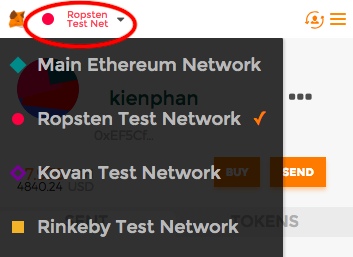 Ropsten
Test Net
Main Ethereum Network
kienphan
Ropsten Test Network
0xEF5Cf...
Kovan Test Network
4840.24 USD
BUY
SEND
SENT
TOKENS
Rinkeby Test Network